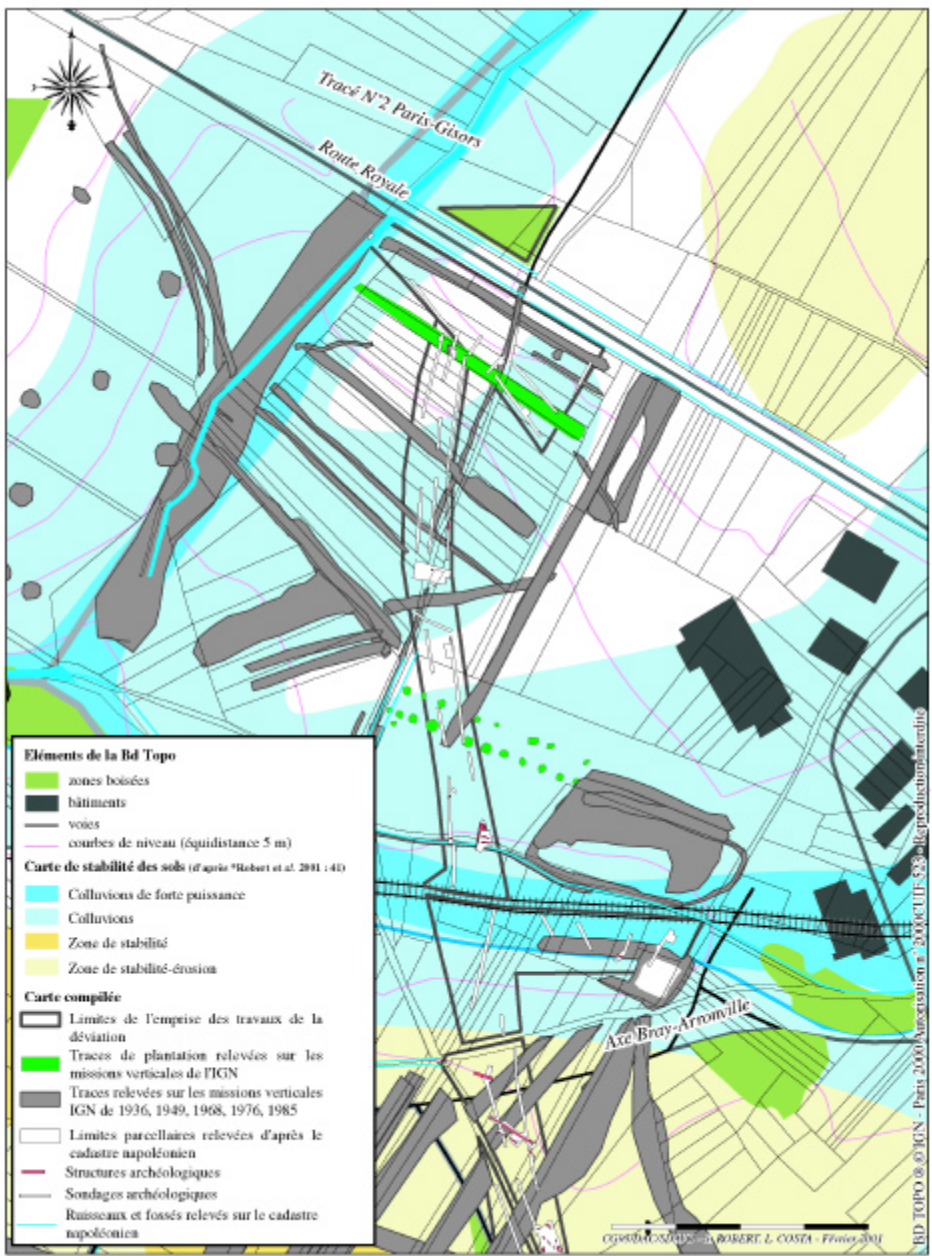 Tracé N°2 Paris-Gisors
Route Royale
Axe Bray-Arronville
Eléments de la Bd Topo
zones boisées
bâtiments
voies
courbes de niveau (équidistance 5 m)
Carte de stabilité des sols (d'après *Robert et al. 2001 : 41)
Colluvions de forte puissance
Colluvions
Zone de stabilité
Zone de stabilité-érosion
Carte compilée
Limites de l'emprise des travaux de la
déviation
Traces de plantation relevées sur les
missions verticales de l'IGN
Traces relevées sur les missions verticales
IGN de 1936, 1949, 1968, 1976, 1985
Limites parcellaires relevées d'après le
cadastre napoléonien
Structures archéologiques
Sondages archéologiques
Ruisseaux et fossés relevés sur le cadastre
napoléonien
ROBERT, L. COSTA - Février 2001
BD TOPO ® © IGN - Paris 2000 Autorisation n° 2000CUIF 523 - Reproduction interdite